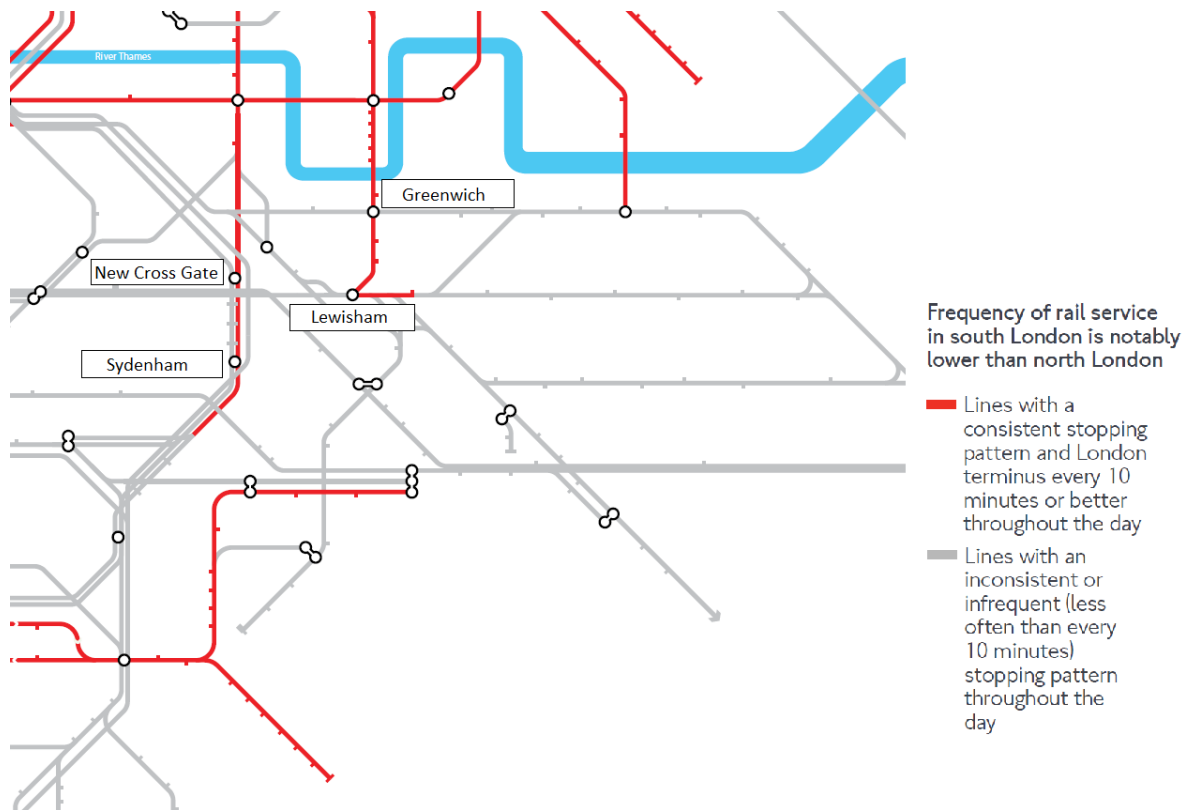 River Thames
Greenwich
New Cross Gate
Lewisham
Sydenham
Frequency of rail service
in south London is notably
lower than north London
Lines with a
consistent stopping
pattern and London
terminus every 10
minutes or better
throughout the day
Lines with an
inconsistent or
infrequent (less
often than every
10 minutes)
stopping pattern
throughout the
day